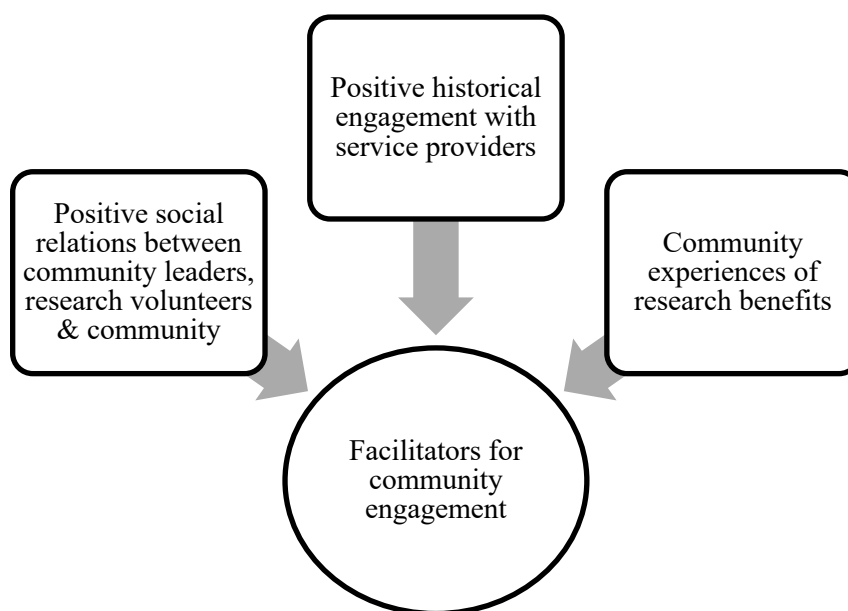 Positive historical
engagement with
service providers
Positive social
relations between
community leaders,
research volunteers
& community
Community
experiences of
research benefits
Facilitators for
community
engagement